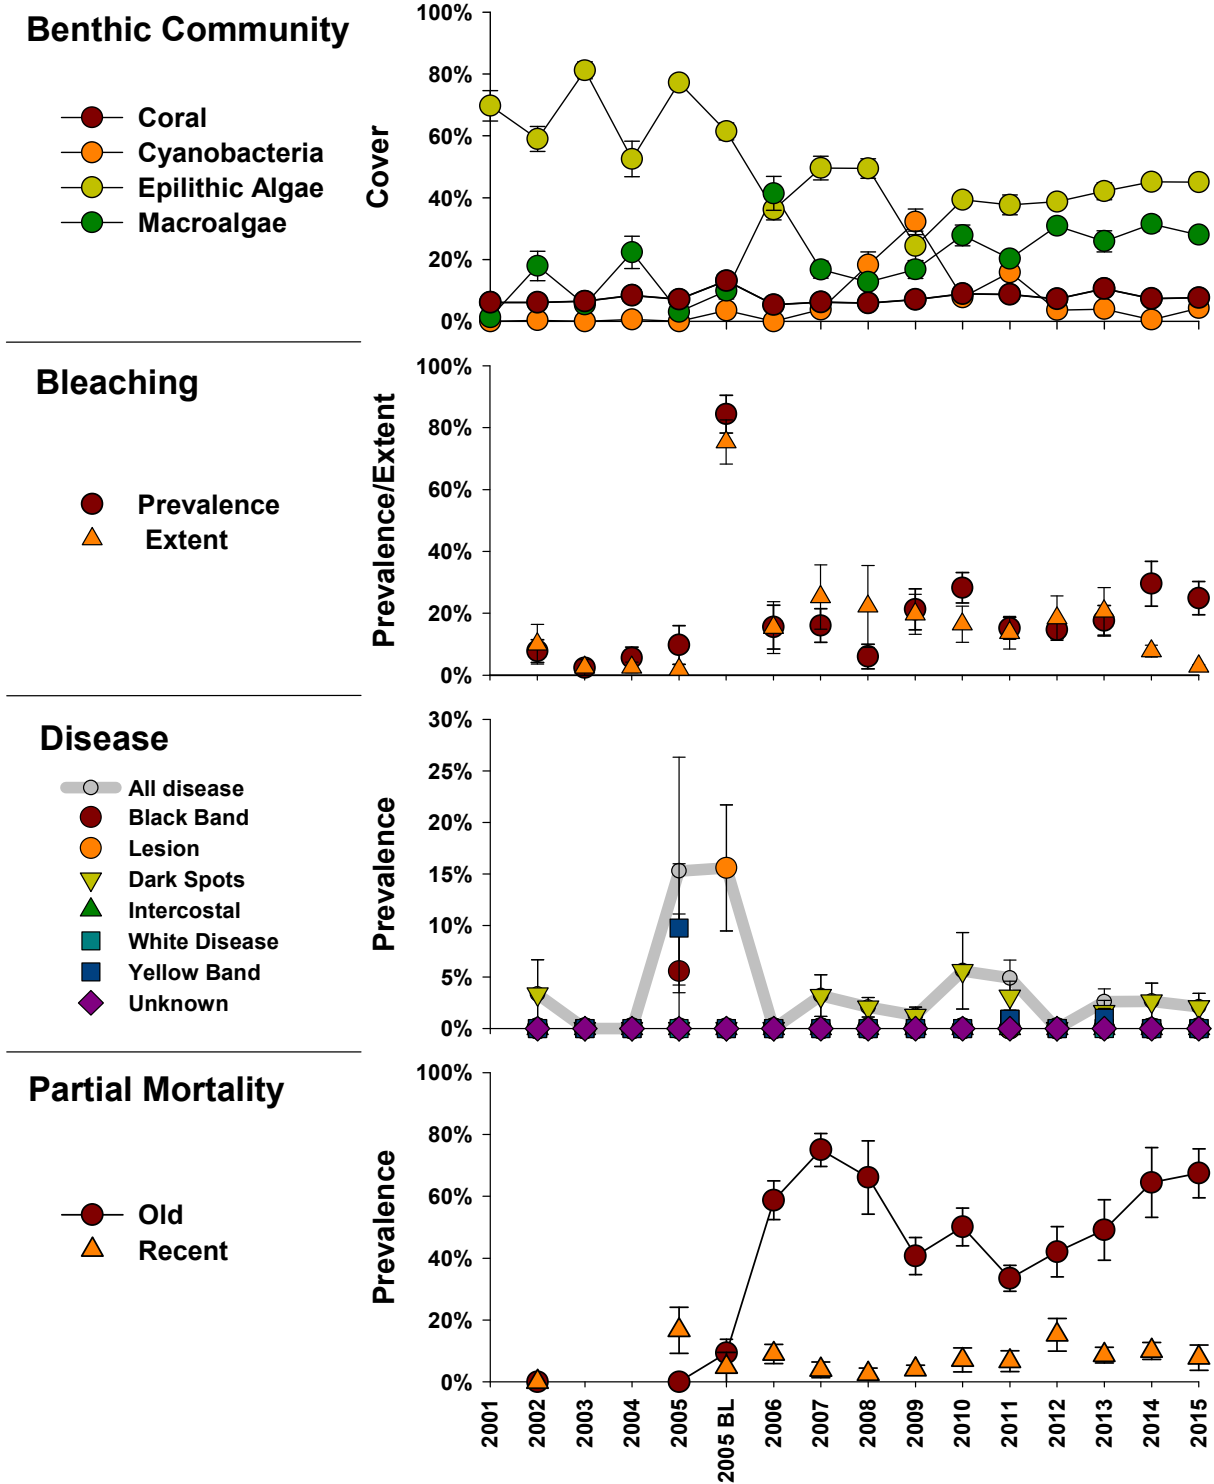 Benthic Community
Coral
Cyanobacteria
Epilithic Algae
Macroalgae
Cover
100%
80%
60%
40%
20%
0%
Bleaching
Prevalence
Extent
Prevalence/Extent
100%
80%
60%
40%
20%
0%
Disease
All disease
Black Band
Lesion
Dark Spots
Intercostal
White Disease
Yellow Band
Unknown
Prevalence
30%
25%
20%
15%
10%
5%
0%
Partial Mortality
Old
Recent
Prevalence
100%
80%
60%
40%
20%
0%
2001
2002
2003
2004
2005
2005 BL
2006
2007
2008
2009
2010
2011
2012
2013
2014
2015